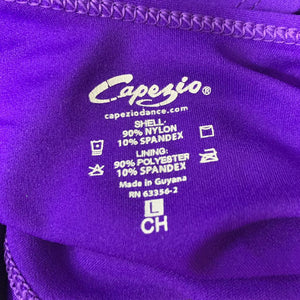 Capezio®
capeziodance.com
SHELL:
90% NYLON
10% SPANDEX
LINING:
90% POLYESTER
10% SPANDEX
Made in Guyana
RN 63356-2
L
CH